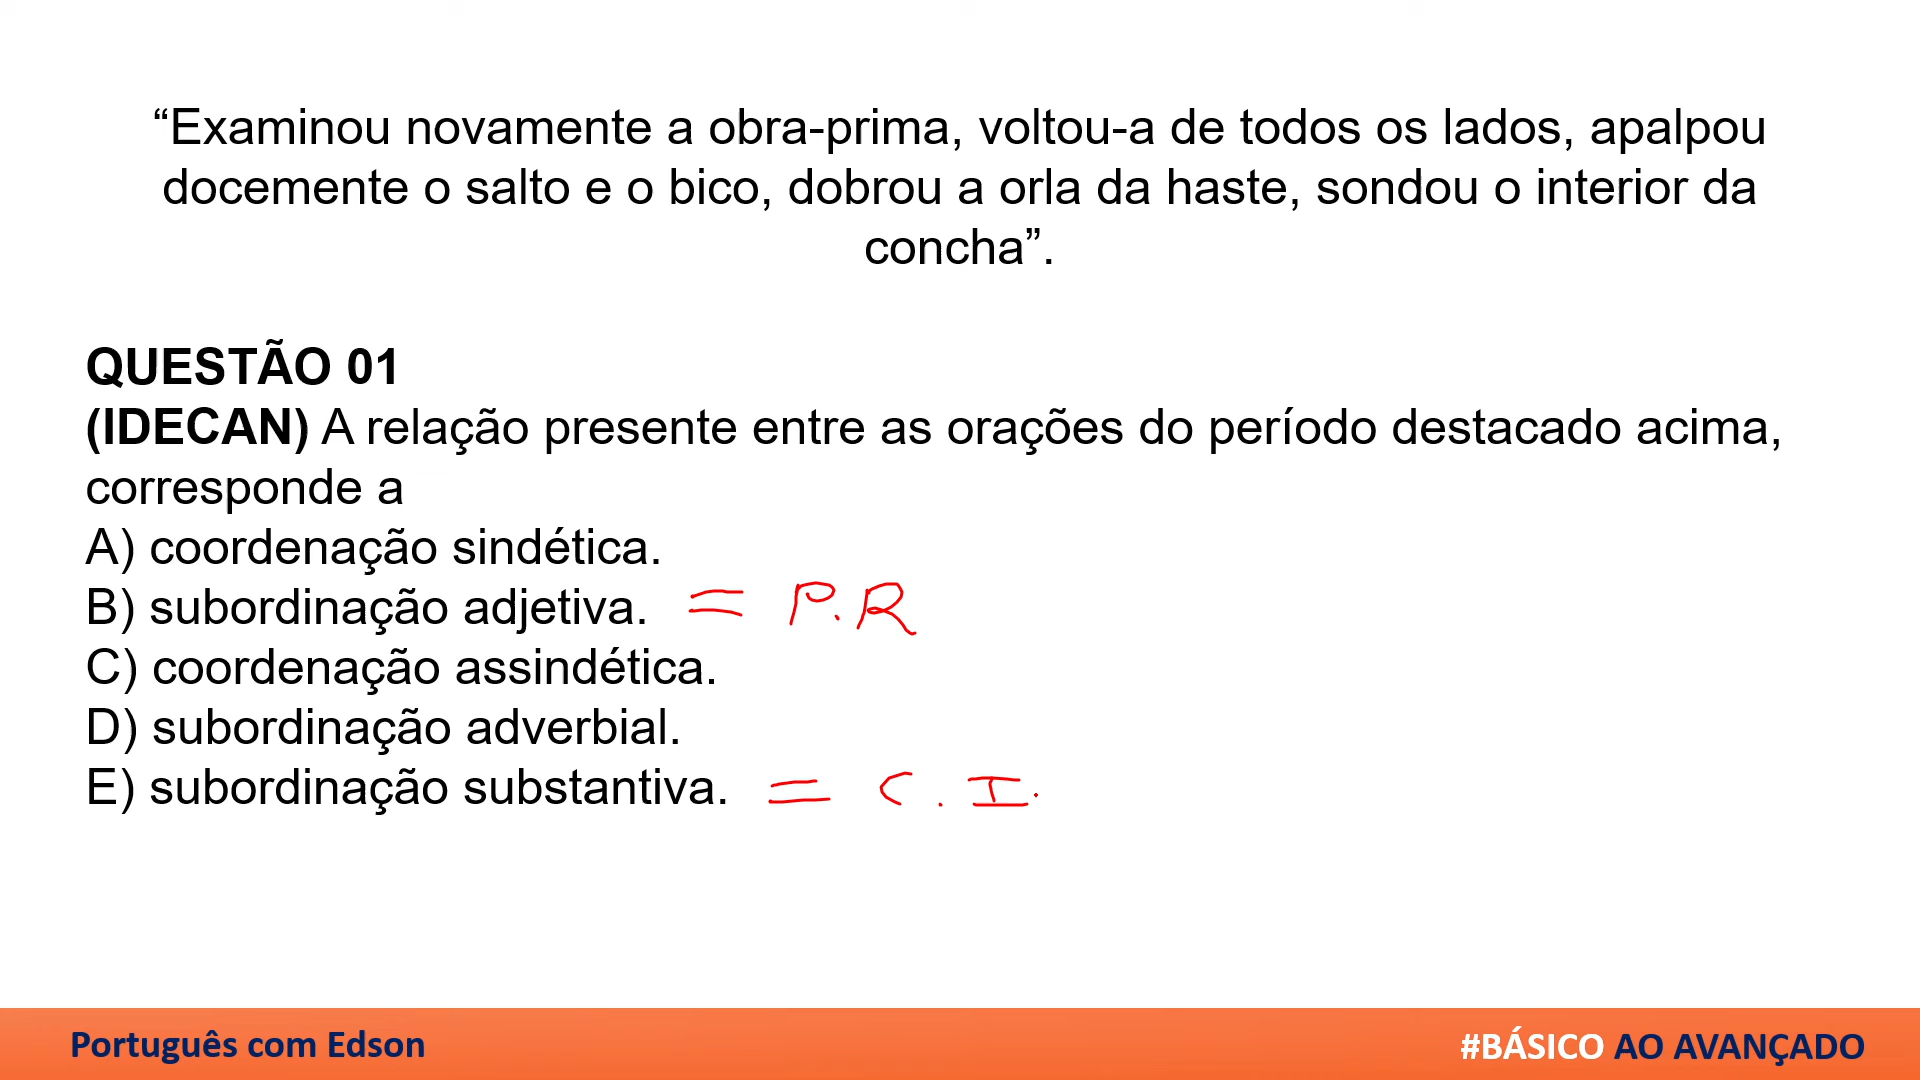 “Examinou novamente a obra-prima, voltou-a de todos os lados, apalpou
docemente o salto e o bico, dobrou a orla da haste, sondou o interior da
concha”.
QUESTÃO 01
(IDECAN) A relação presente entre as orações do período destacado acima,
corresponde a
A) coordenação sindética.
B) subordinação adjetiva. = P.R
C) coordenação assindética.
D) subordinação adverbial.
E) subordinação substantiva. = C.I.
Português com Edson
#BÁSICO AO AVANÇADO